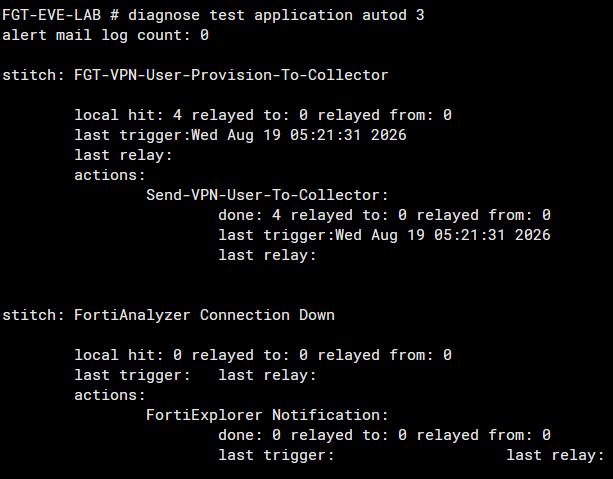 FGT-EVE-LAB # diagnose test application autod 3
alert mail log count: 0
stitch: FGT-VPN-User-Provision-To-Collector
local hit: 4 relayed to: 0 relayed from: 0
last trigger:Wed Aug 19 05:21:31 2026
last relay:
actions:
Send-VPN-User-To-Collector:
done: 4 relayed to: 0 relayed from: 0
last trigger:Wed Aug 19 05:21:31 2026
last relay:
stitch: FortiAnalyzer Connection Down
local hit: 0 relayed to: 0 relayed from: 0
last trigger: last relay:
actions:
FortiExplorer Notification:
done: 0 relayed to: 0 relayed from: 0
last trigger: last relay: